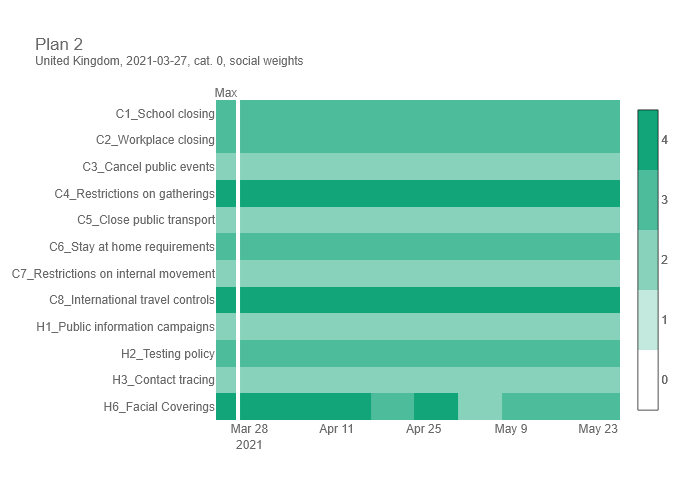 Plan 2
United Kingdom, 2021-03-27, cat. 0, social weights
Max
C1_School closing
C2_Workplace closing
C3_Cancel public events
C4_Restrictions on gatherings
C5_Close public transport
C6_Stay at home requirements
C7_Restrictions on internal movement
C8_International travel controls
H1_Public information campaigns
H2_Testing policy
H3_Contact tracing
H6_Facial Coverings
Mar 28 Apr 11 Apr 25 May 9 May 23
2021
4
3
2
1
0